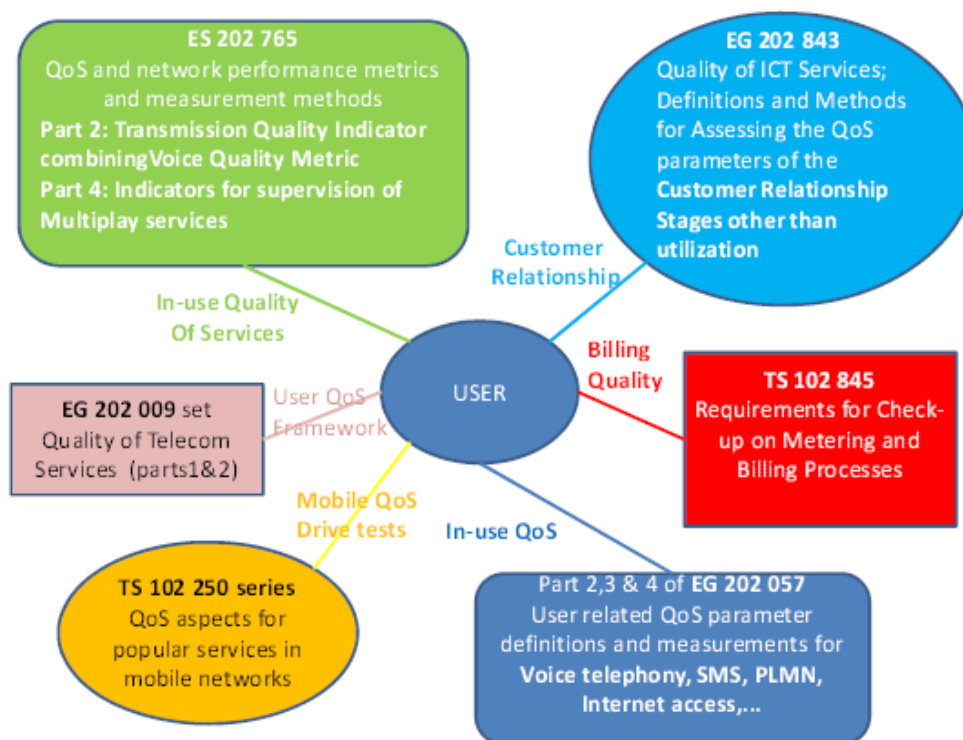 ES 202 765
QoS and network performance metrics
and measurement methods
Part 2: Transmission Quality Indicator
combiningVoice Quality Metric
Part 4: Indicators for supervision of
Multiplay services
EG 202 843
Quality of ICT Services;
Definitions and Methods
for Assessing the QoS
parameters of the
Customer Relationship
Stages other than
utilization
Customer
Relationship
In-use Quality
Of Services
Billing
Quality
USER
User QoS
Framework
EG 202 009 set
Quality of Telecom
Services (parts1&2)
TS 102 845
Requirements for Check-
up on Metering and
Billing Processes
Mobile QoS
Drive tests
In-use QoS
TS 102 250 series
QoS aspects for
popular services in
mobile networks
Part 2,3 & 4 of EG 202 057
User related QoS parameter
definitions and measurements for
Voice telephony, SMS, PLMN,
Internet access,...